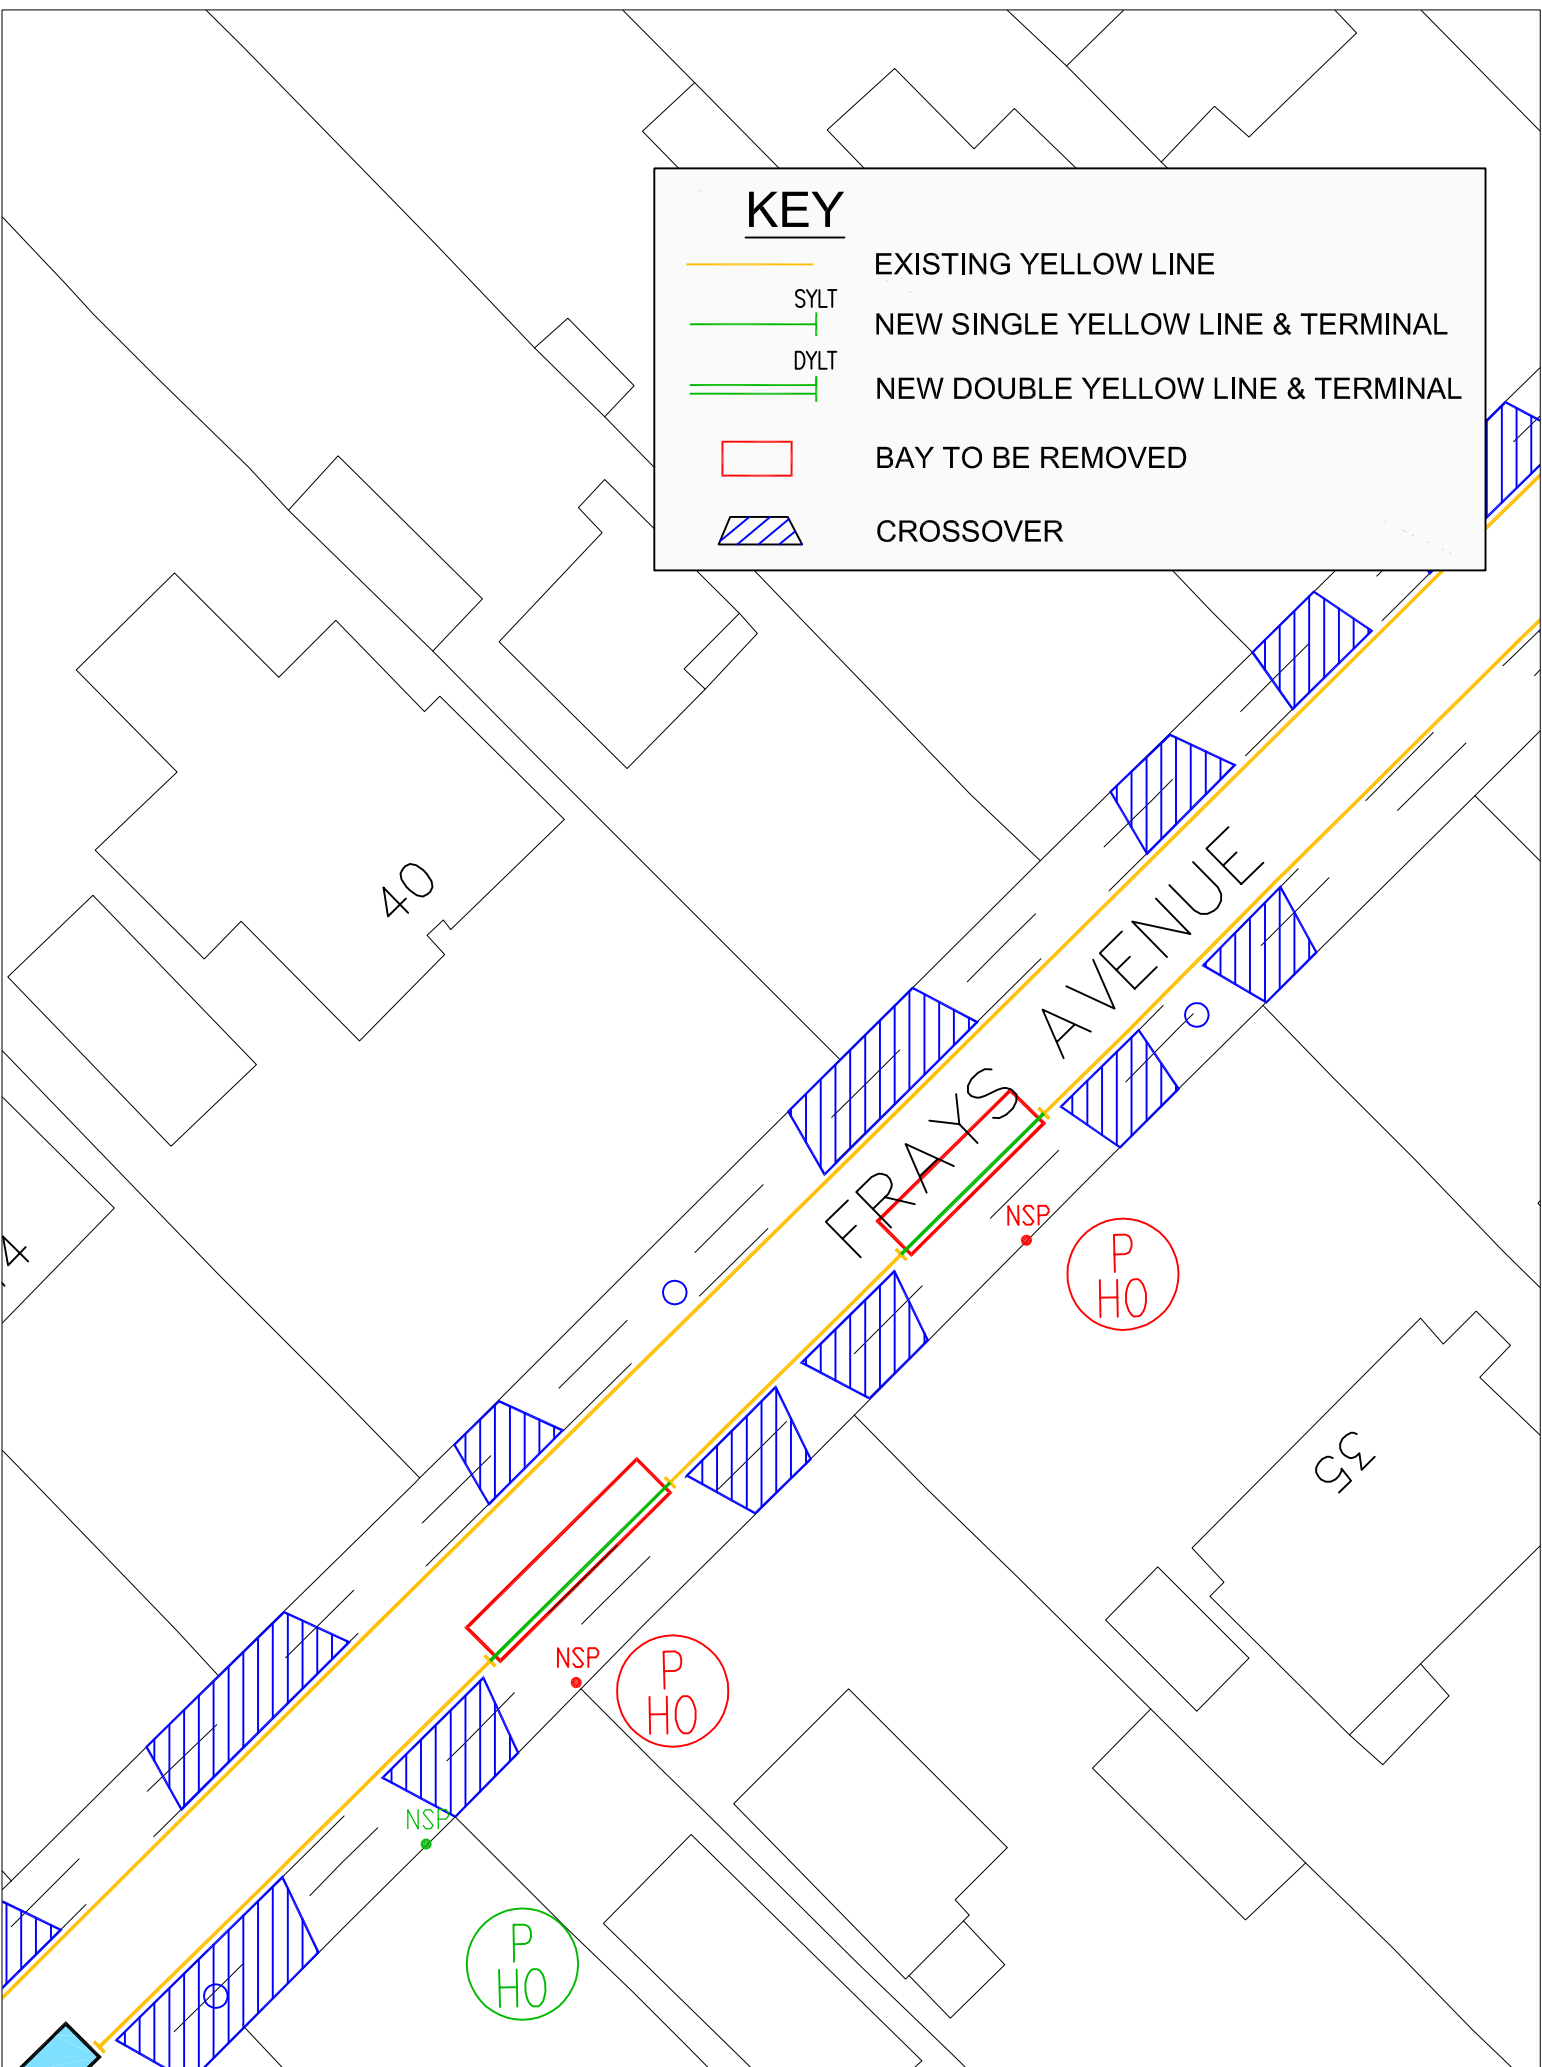 KEY
EXISTING YELLOW LINE
SYLT
NEW SINGLE YELLOW LINE & TERMINAL
DYLT
NEW DOUBLE YELLOW LINE & TERMINAL
BAY TO BE REMOVED
CROSSOVER
40
FRAYS AVENUE
NSP
P
HO
4
35
NSP
P
HO
NSP
P
HO